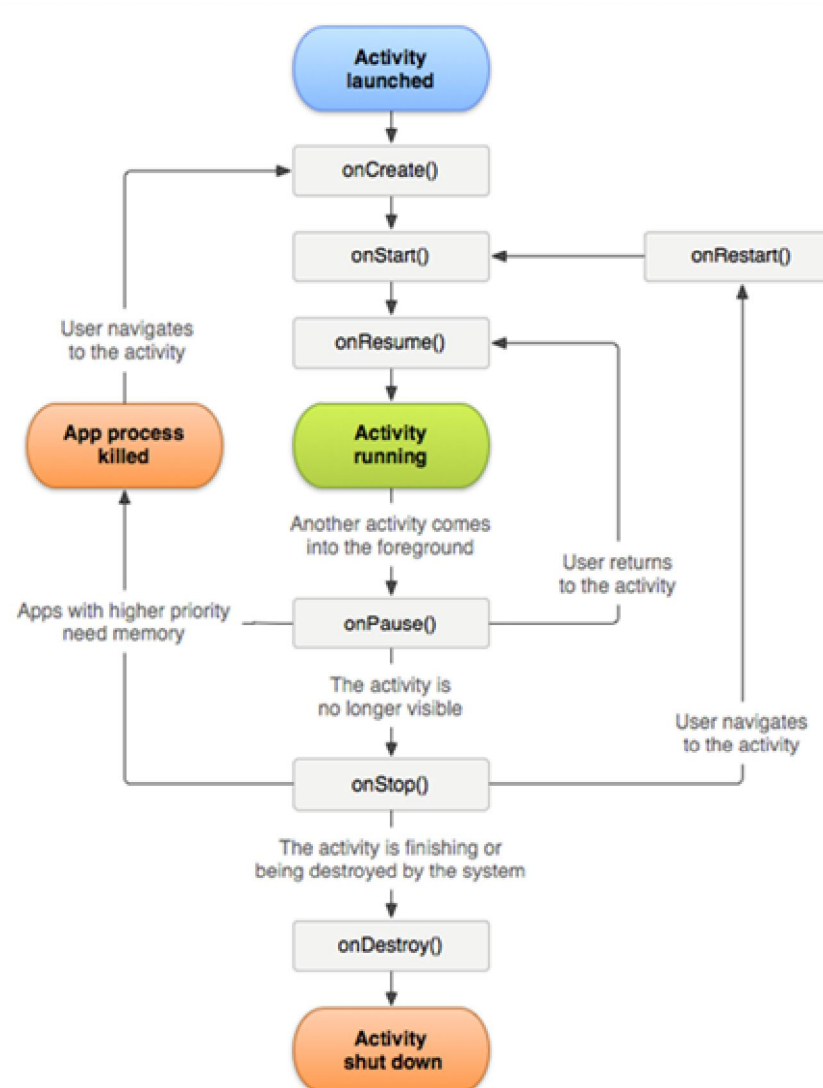 Activity
launched
onCreate()
onStart()
onRestart()
onResume()
User navigates
to the activity
App process
killed
Activity
running
Another activity comes
into the foreground
User returns
to the activity
Apps with higher priority
need memory
onPause()
The activity is
no longer visible
User navigates
to the activity
onStop()
The activity is finishing or
being destroyed by the system
onDestroy()
Activity
shut down